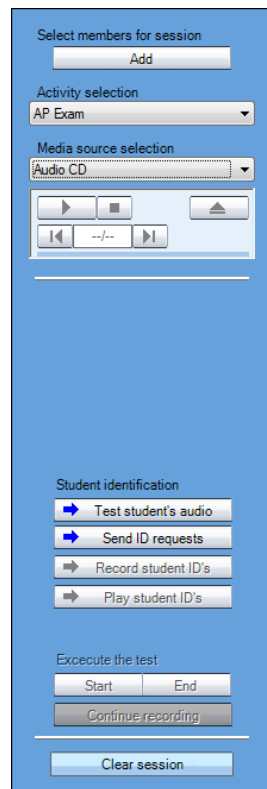 Select members for session
Add
Activity selection
AP Exam
Media source selection
Audio CD
--/--
Student identification
Test student's audio
Send ID requests
Record student ID's
Play student ID's
Excecute the test
Start End
Continue recording
Clear session